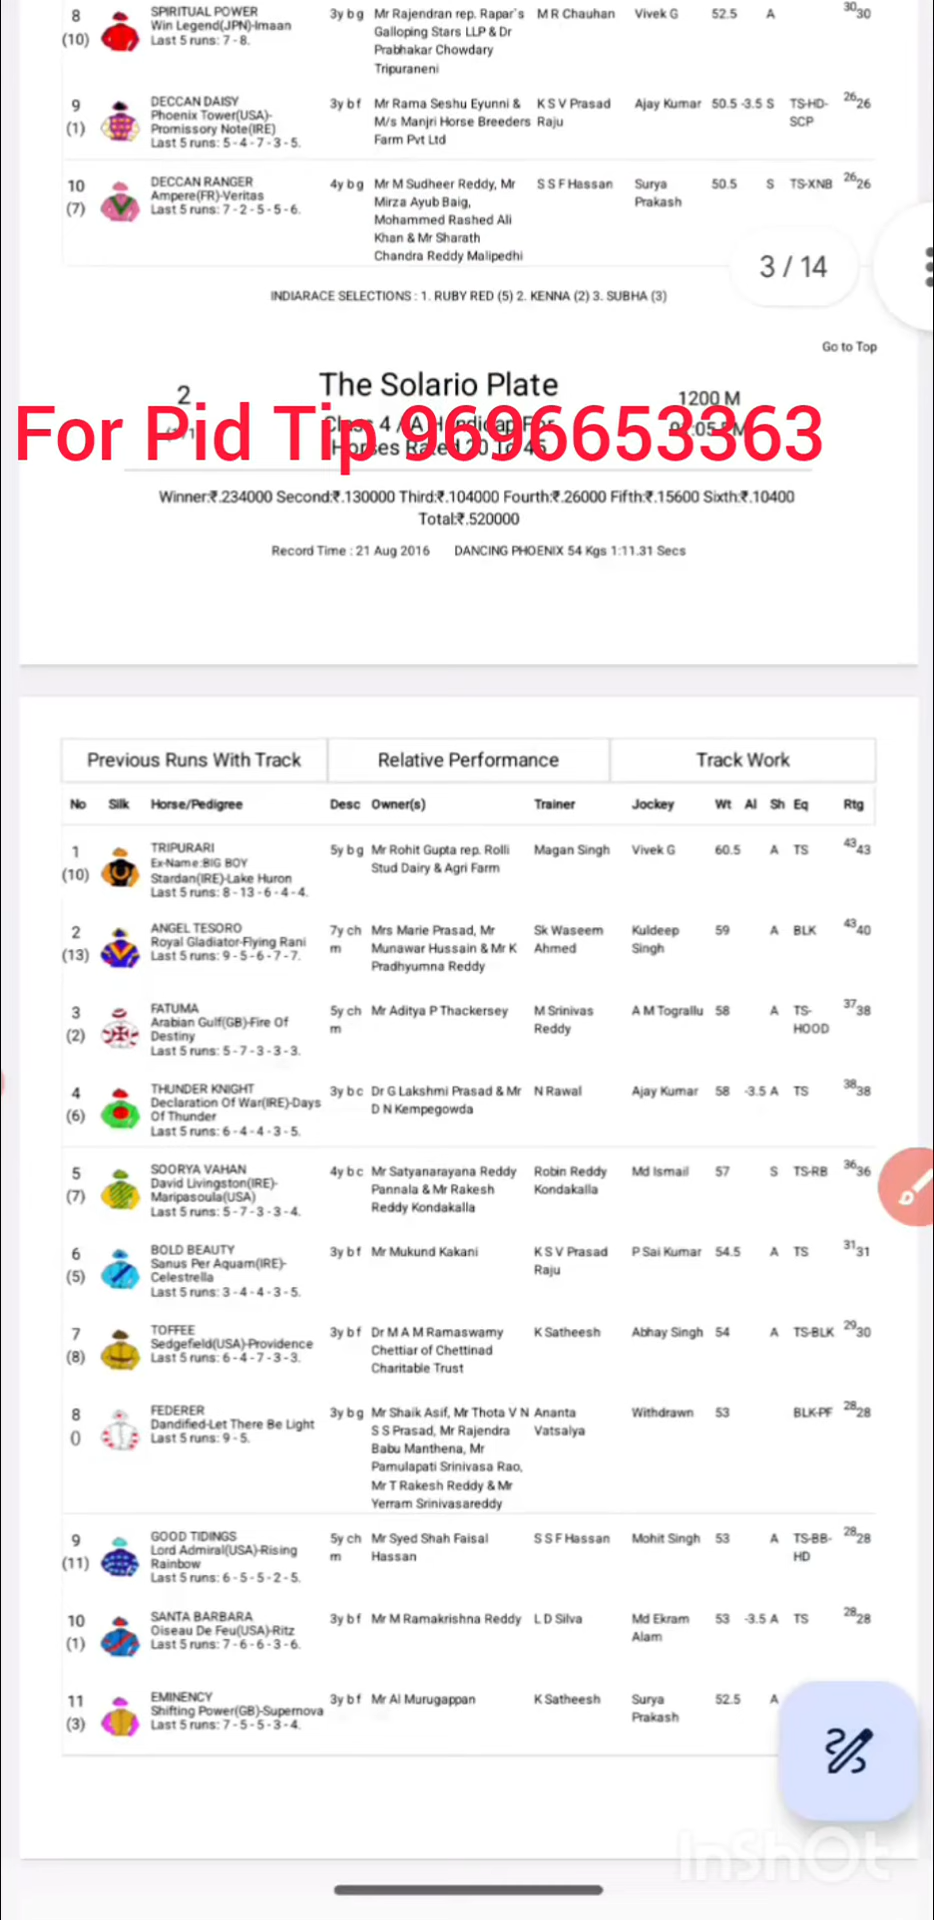 8 SPIRITUAL POWER 3y b g Mr Rajendran rep. Rapar's M R Chauhan Vivek G 52.5 A 30 30
(10) Win Legend(JPN)-Imaan Galloping Stars LLP & Dr
Last 5 runs: 7 - 8. Prabhakar Chowdary
Tripuraneni
9 DECCAN DAISY 3y b f Mr Rama Seshu Eyunni & K S V Prasad Ajay Kumar 50.5 -3.5 S TS-HD- 26 26
(1) Phoenix Tower(USA)- M/s Manjri Horse Breeders Raju SCP
Promissory Note(IRE) Farm Pvt Ltd
Last 5 runs: 5 - 4 - 7 - 3 - 5.
10 DECCAN RANGER 4y b g Mr M Sudheer Reddy, Mr S S F Hassan Surya 50.5 S TS-XNB 26 26
(7) Ampere(FR)-Veritas Mirza Ayub Baig, Prakash
Last 5 runs: 7 - 2 - 5 - 5 - 6. Mohammed Rashed Ali
Khan & Mr Sharath
Chandra Reddy Malipedhi
3 / 14
INDIARACE SELECTIONS : 1. RUBY RED (5) 2. KENNA (2) 3. SUBHA (3)
Go to Top
2 The Solario Plate 1200 M
For Pid Tip 9696653363
Winner:₹.234000 Second:₹.130000 Third:₹.104000 Fourth:₹.26000 Fifth:₹.15600 Sixth:₹.10400
Total:₹.520000
Record Time : 21 Aug 2016 DANCING PHOENIX 54 Kgs 1:11.31 Secs
Previous Runs With Track Relative Performance Track Work
No Silk Horse/Pedigree Desc Owner(s) Trainer Jockey Wt Al Sh Eq Rtg
1 TRIPURARI 5y b g Mr Rohit Gupta rep. Rolli Magan Singh Vivek G 60.5 A TS 43 43
(10) Ex-Name:BIG BOY Stud Dairy & Agri Farm
Stardan(IRE)-Lake Huron
Last 5 runs: 8 - 13 - 6 - 4 - 4.
2 ANGEL TESORO 7y ch Mrs Marie Prasad, Mr Sk Waseem Kuldeep 59 A BLK 43 40
(13) Royal Gladiator-Flying Rani m Munawar Hussain & Mr K Ahmed Singh
Last 5 runs: 9 - 5 - 6 - 7 - 7. Pradhyumna Reddy
3 FATUMA 5y ch Mr Aditya P Thackersey M Srinivas A M Tograllu 58 A TS- 37 38
(2) Arabian Gulf(GB)-Fire Of m Reddy HOOD
Destiny
Last 5 runs: 5 - 7 - 3 - 3 - 3.
4 THUNDER KNIGHT 3y b c Dr G Lakshmi Prasad & Mr N Rawal Ajay Kumar 58 -3.5 A TS 38 38
(6) Declaration Of War(IRE)-Days D N Kempegowda
Of Thunder
Last 5 runs: 6 - 4 - 4 - 3 - 5.
5 SOORYA VAHAN 4y b c Mr Satyanarayana Reddy Robin Reddy Md Ismail 57 S TS-RB 36 36
(7) David Livingston(IRE)- Pannala & Mr Rakesh Kondakalla
Maripasoula(USA) Reddy Kondakalla
Last 5 runs: 5 - 7 - 3 - 3 - 4.
6 BOLD BEAUTY 3y b f Mr Mukund Kakani K S V Prasad P Sai Kumar 54.5 A TS 31 31
(5) Sanus Per Aquam(IRE)- Raju
Celestrella
Last 5 runs: 3 - 4 - 4 - 3 - 5.
7 TOFFEE 3y b f Dr M A M Ramaswamy K Satheesh Abhay Singh 54 A TS-BLK 29 30
(8) Sedgefield(USA)-Providence Chettiar of Chettinad
Last 5 runs: 6 - 4 - 7 - 3 - 3. Charitable Trust
8 FEDERER 3y b g Mr Shaik Asif, Mr Thota V N Ananta Withdrawn 53 BLK-PF 28 28
() Dandified-Let There Be Light S S Prasad, Mr Rajendra Vatsalya
Last 5 runs: 9 - 5. Babu Manthena, Mr
Pamulapati Srinivasa Rao,
Mr T Rakesh Reddy & Mr
Yerram Srinivasareddy
9 GOOD TIDINGS 5y ch Mr Syed Shah Faisal S S F Hassan Mohit Singh 53 A TS-BB- 28 28
(11) Lord Admiral(USA)-Rising m Hassan HD
Rainbow
Last 5 runs: 6 - 5 - 5 - 2 - 5.
10 SANTA BARBARA 3y b f Mr M Ramakrishna Reddy L D Silva Md Ekram 53 -3.5 A TS 28 28
(1) Oiseau De Feu(USA)-Ritz Alam
Last 5 runs: 7 - 6 - 6 - 3 - 6.
11 EMINENCY 3y b f Mr Al Murugappan K Satheesh Surya 52.5 A
(3) Shifting Power(GB)-Supernova Prakash
Last 5 runs: 7 - 5 - 5 - 3 - 4.
InShOt